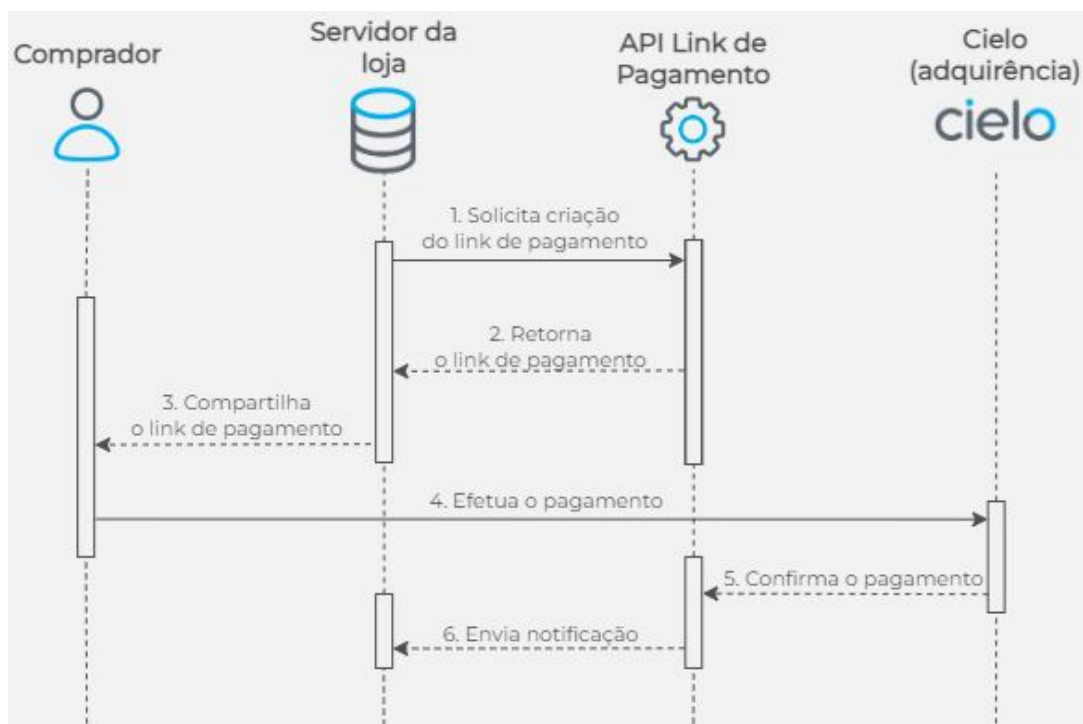 Comprador
Servidor da
loja
API Link de
Pagamento
Cielo
(adquirência)
cielo
1. Solicita criação
do link de pagamento
2. Retorna
o link de pagamento
3. Compartilha
o link de pagamento
4. Efetua o pagamento
5. Confirma o pagamento
6. Envia notificação